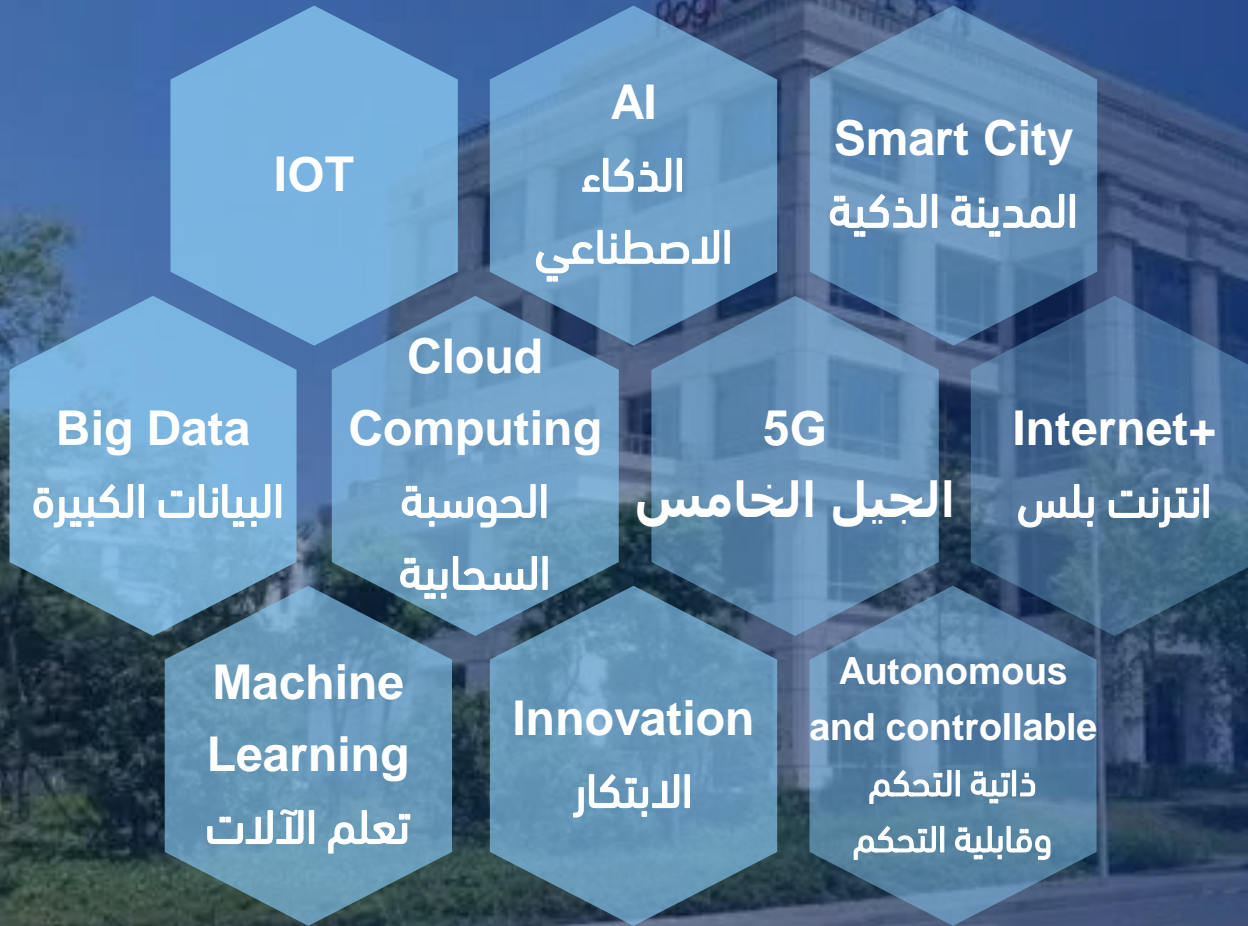 IOT
AI
الذكاء
الاصطناعي
Smart City
المدينة الذكية
Big Data
البيانات الكبيرة
Cloud
Computing
الحوسبة
السحابية
5G
الجيل الخامس
Internet+
انترنت بلس
Machine
Learning
تعلم الآلات
Innovation
الابتكار
Autonomous
and controllable
ذاتية التحكم
وقابلية التحكم